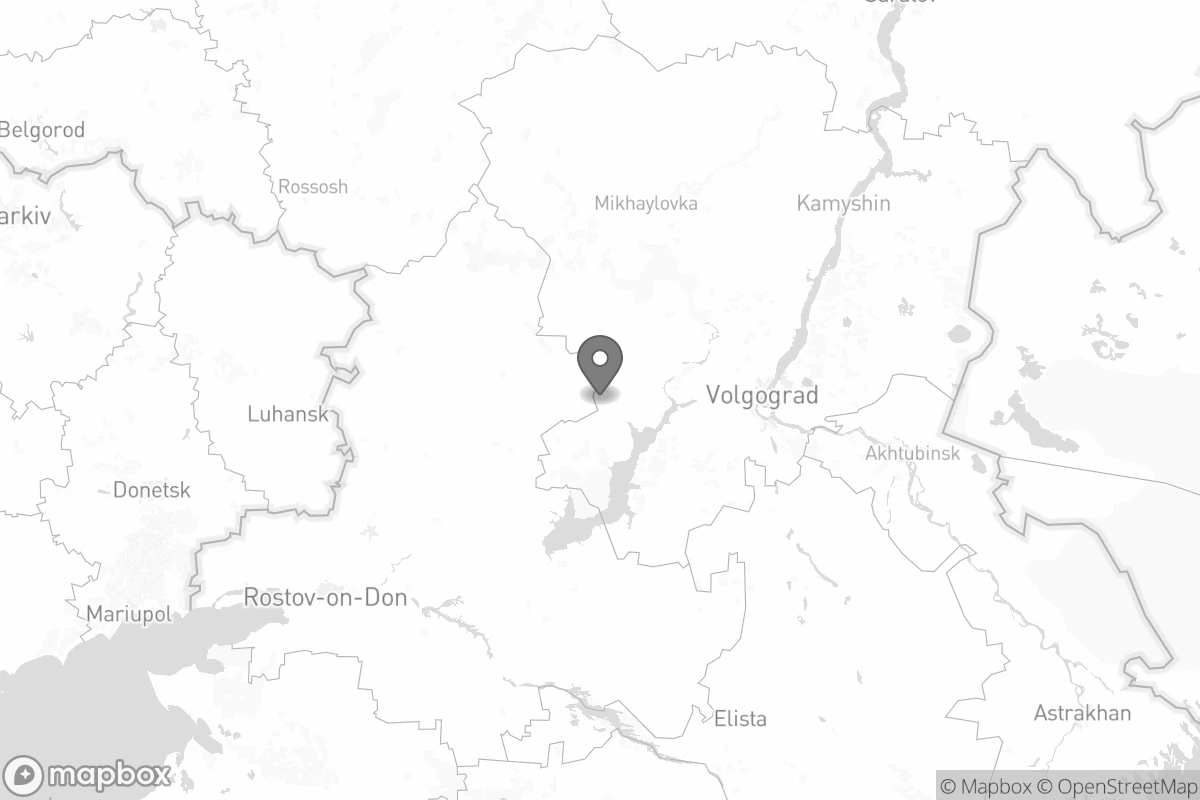 Belgorod
Rossosh
arkiv
Mikhaylovka
Kamyshin
Luhansk
Volgograd
Akhtubinsk
Donetsk
Rostov-on-Don
Mariupol
Elista
Astrakhan
mapbox
© Mapbox © OpenStreetMap